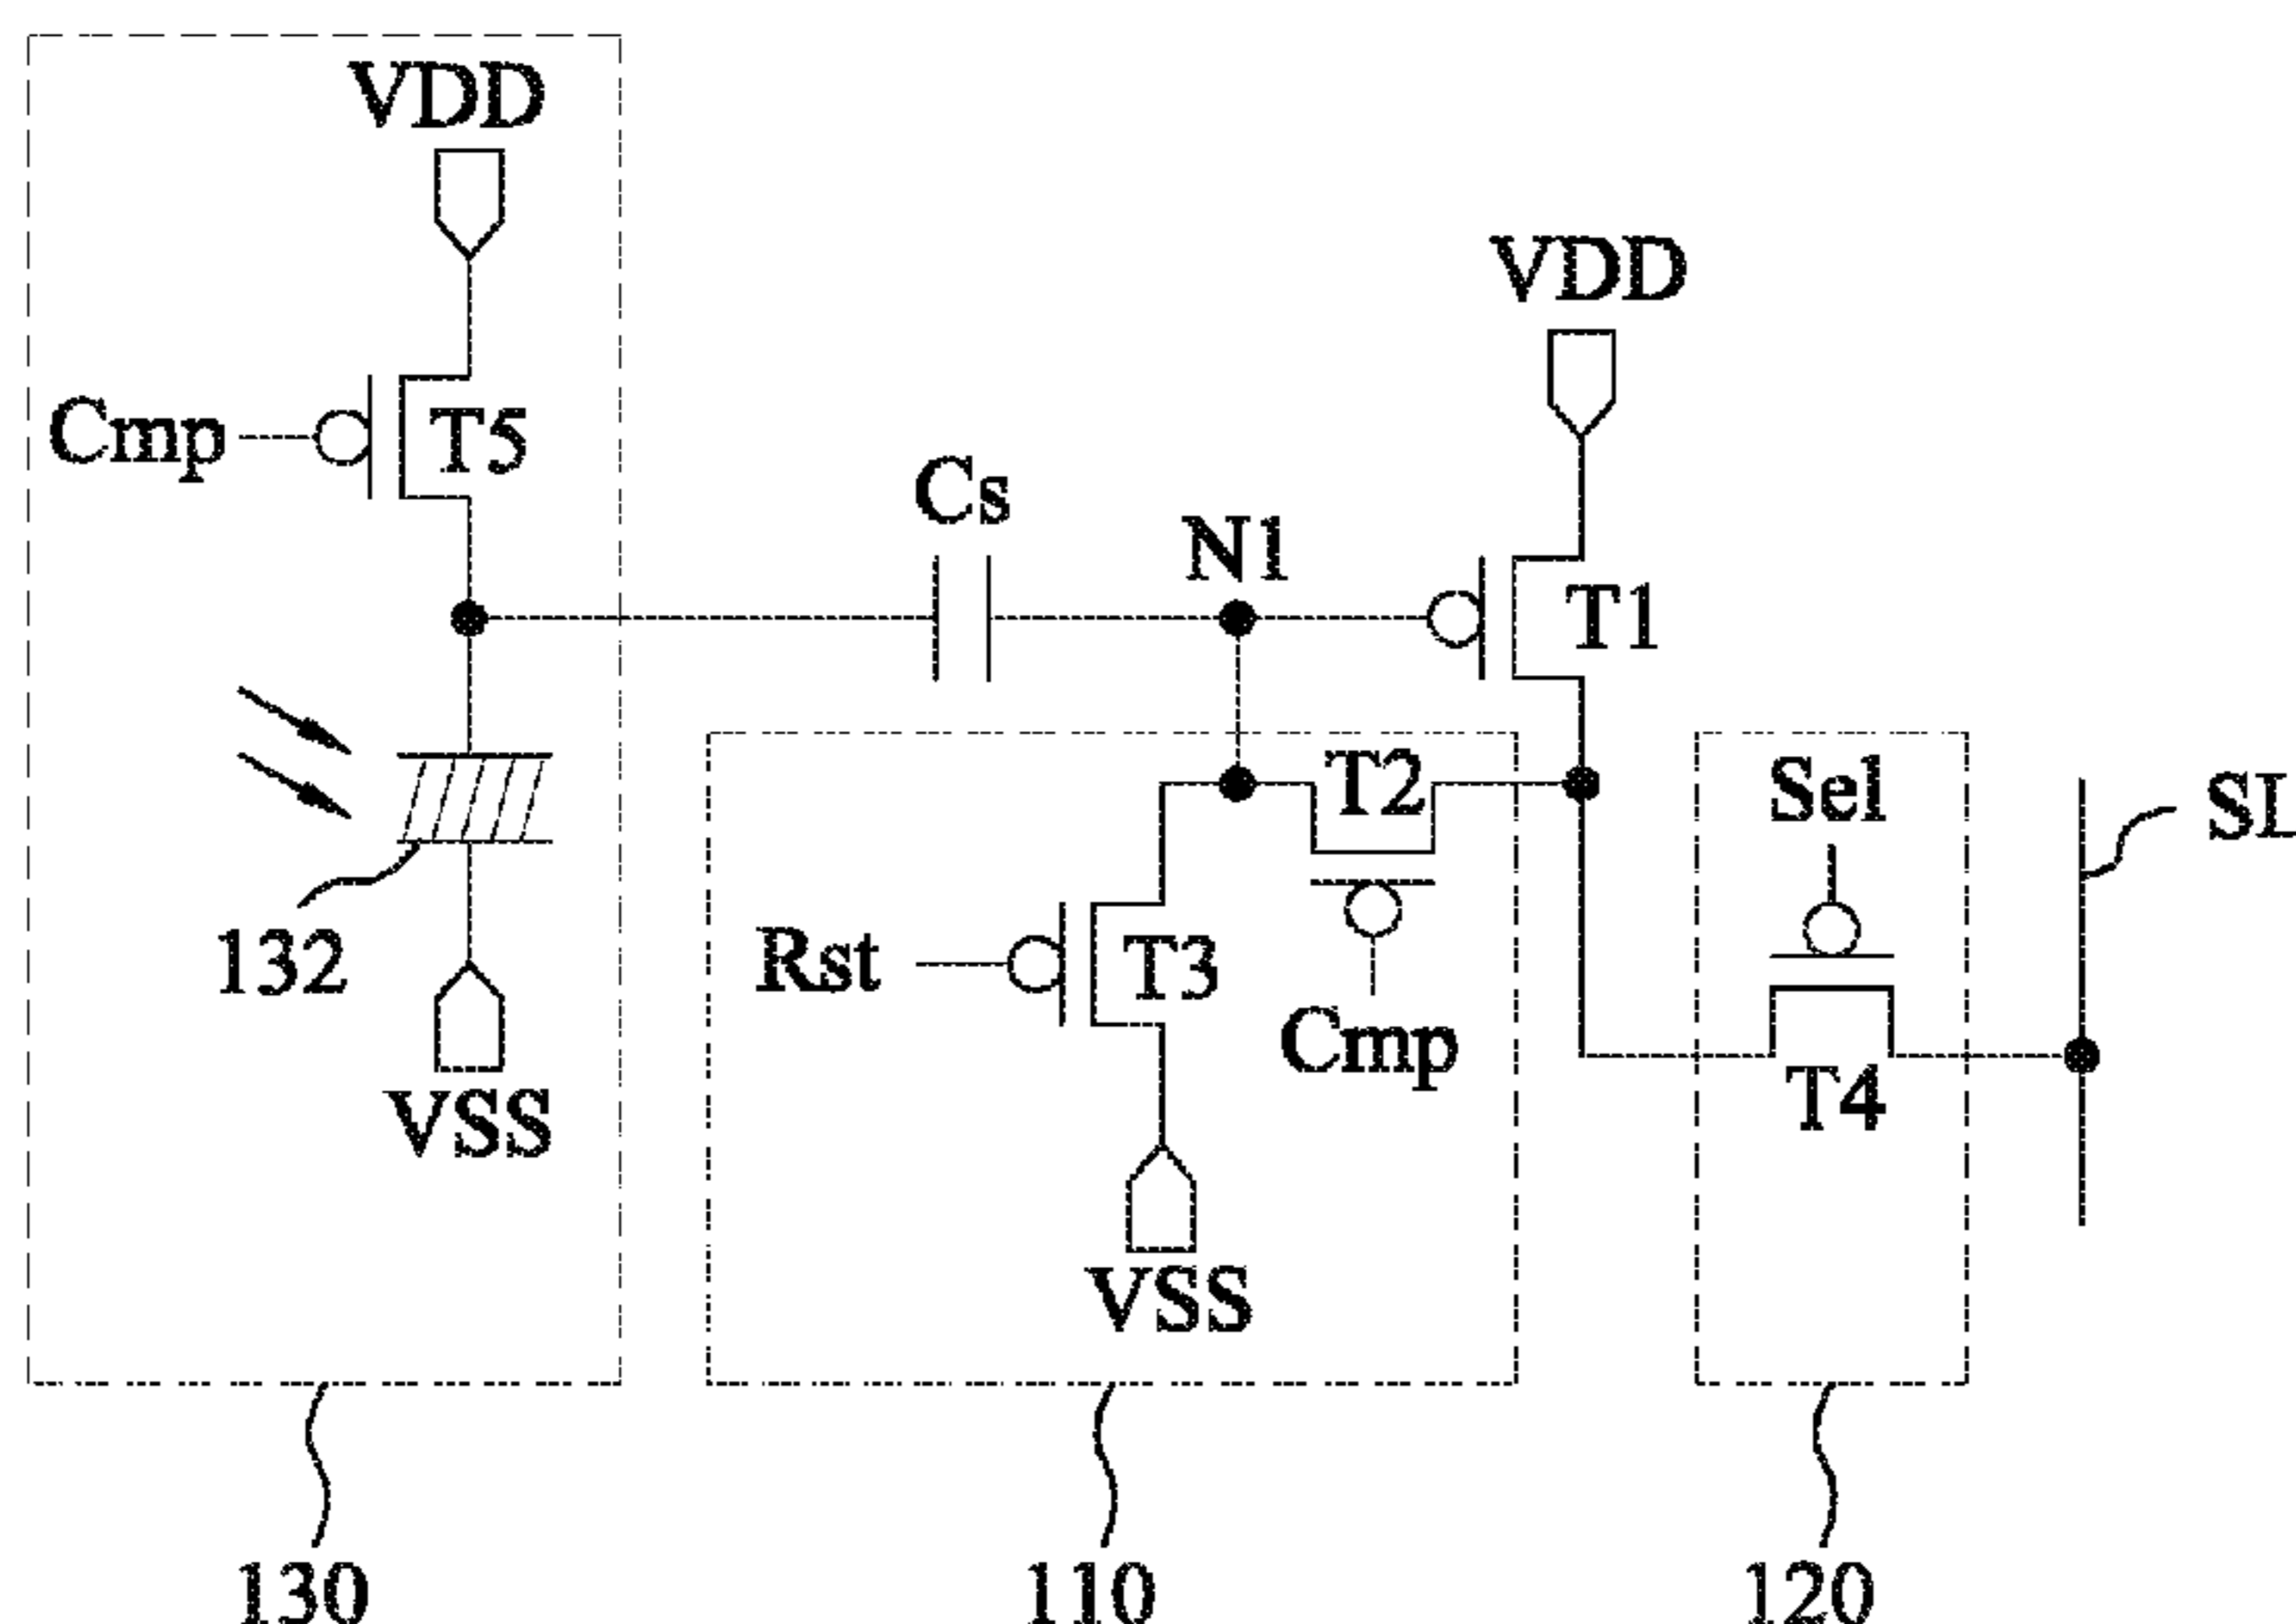 VDD
VDD
Cmp
T5
Cs
N1
T1
T2
Sel
SL
132
Rst
T3
Cmp
T4
VSS
VSS
130
110
120